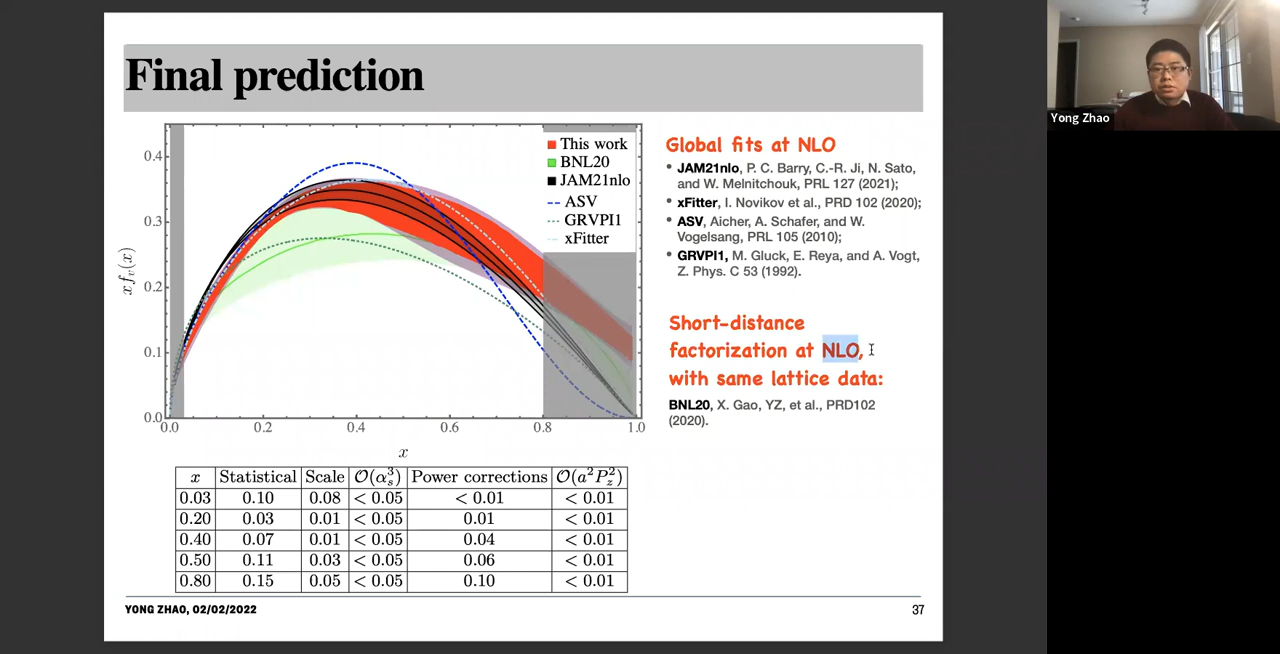 Final prediction
0.4
0.3
0.2
0.1
0.0
0.0 0.2 0.4 0.6 0.8 1.0
x
x f_v(x)
This work
BNL20
JAM21nlo
ASV
GRVPI1
xFitter
Global fits at NLO
• JAM21nlo, P. C. Barry, C.-R. Ji, N. Sato,
and W. Melnitchouk, PRL 127 (2021);
• xFitter, I. Novikov et al., PRD 102 (2020);
• ASV, Aicher, A. Schafer, and W.
Vogelsang, PRL 105 (2010);
• GRVPI1, M. Gluck, E. Reya, and A. Vogt,
Z. Phys. C 53 (1992).
Short-distance
factorization at NLO,
with same lattice data:
BNL20, X. Gao, YZ, et al., PRD102
(2020).
x Statistical Scale O(α_s^3) Power corrections O(a^2P_z^2)
0.03 0.10 0.08 < 0.05 < 0.01 < 0.01
0.20 0.03 0.01 < 0.05 0.01 < 0.01
0.40 0.07 0.01 < 0.05 0.04 < 0.01
0.50 0.11 0.03 < 0.05 0.06 < 0.01
0.80 0.15 0.05 < 0.05 0.10 < 0.01
YONG ZHAO, 02/02/2022
37
Yong Zhao